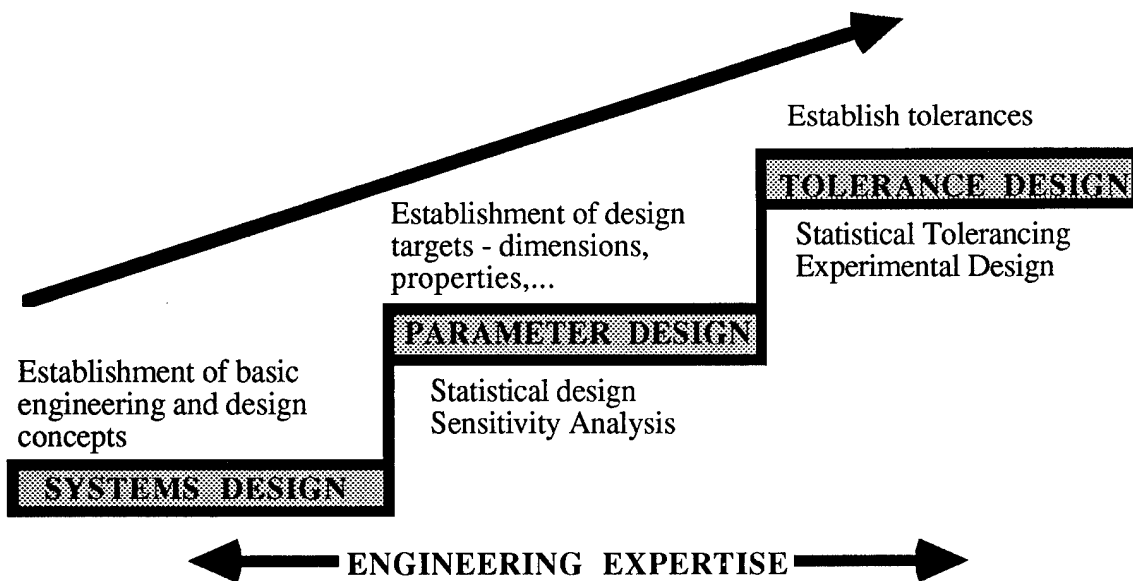 Establish tolerances
TOLERANCE DESIGN
Statistical Tolerancing
Experimental Design
Establishment of design
targets - dimensions,
properties,...
PARAMETER DESIGN
Statistical design
Sensitivity Analysis
Establishment of basic
engineering and design
concepts
SYSTEMS DESIGN
ENGINEERING EXPERTISE